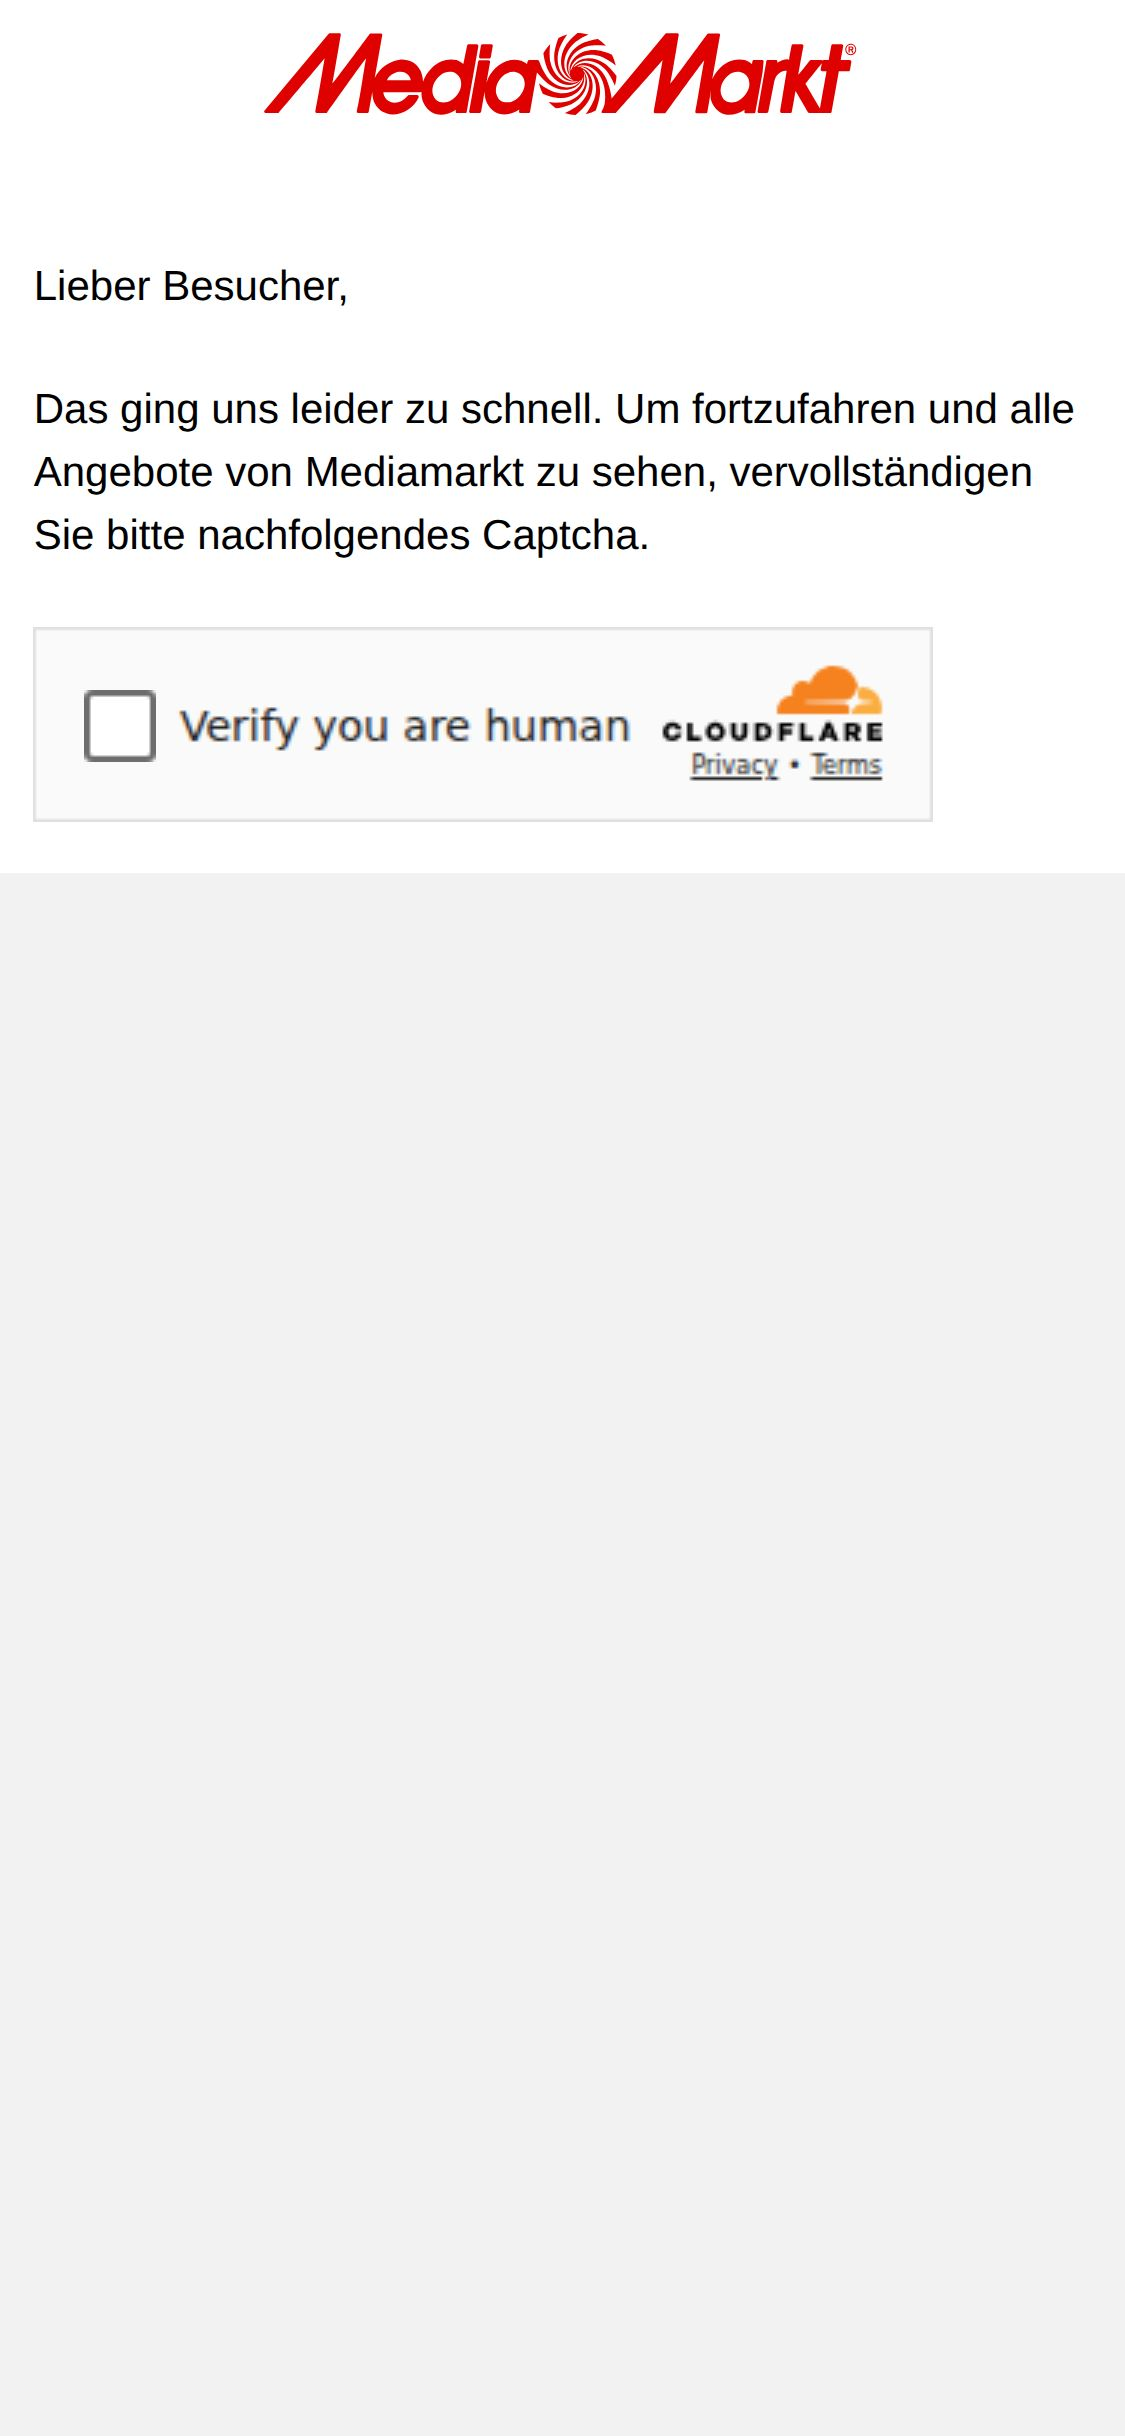 MediaMarkt®
Lieber Besucher,
Das ging uns leider zu schnell. Um fortzufahren und alle
Angebote von Mediamarkt zu sehen, vervollständigen
Sie bitte nachfolgendes Captcha.
Verify you are human
CLOUDFLARE
Privacy • Terms